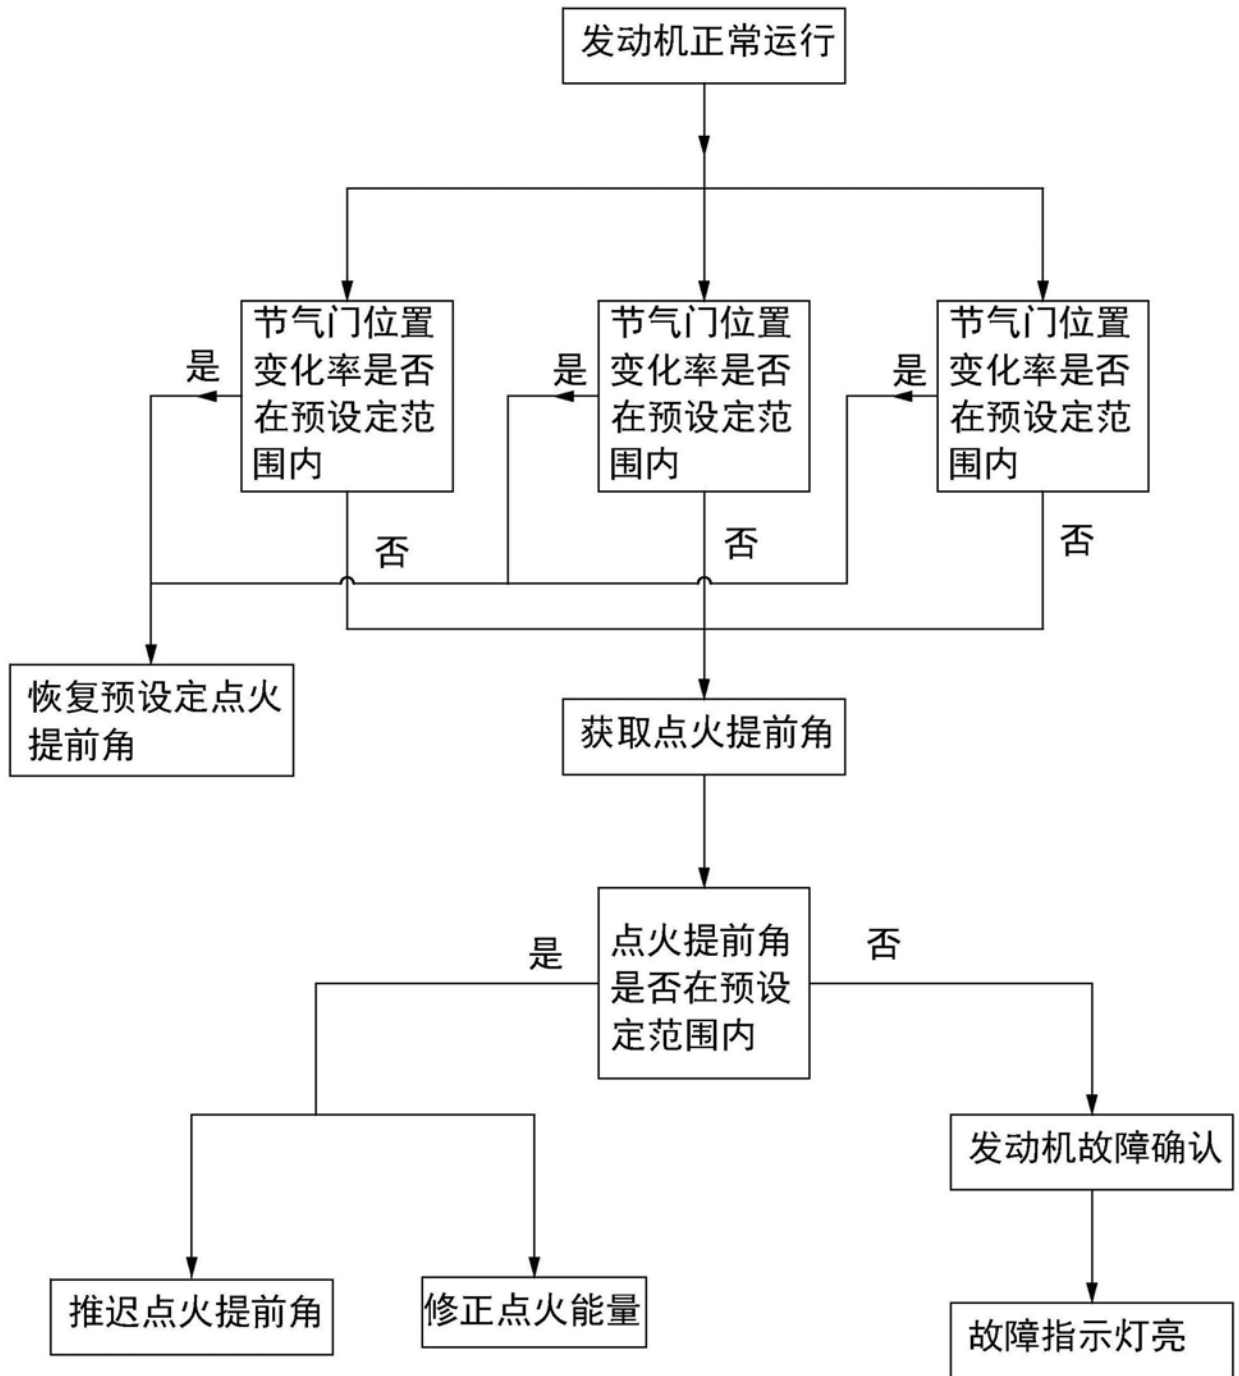 发动机正常运行
是
节气门位置
变化率是否
在预设定范
围内
否
是
节气门位置
变化率是否
在预设定范
围内
否
是
节气门位置
变化率是否
在预设定范
围内
否
恢复预设定点火
提前角
获取点火提前角
是
点火提前角
是否在预设
定范围内
否
发动机故障确认
推迟点火提前角
修正点火能量
故障指示灯亮